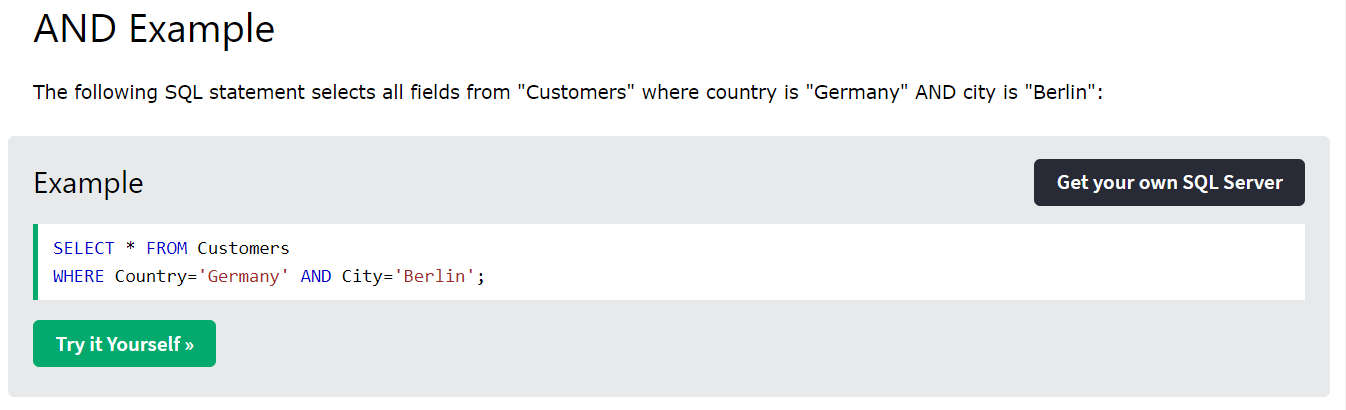 AND Example
The following SQL statement selects all fields from "Customers" where country is "Germany" AND city is "Berlin":
Example
Get your own SQL Server
SELECT * FROM Customers
WHERE Country='Germany' AND City='Berlin';
Try it Yourself »